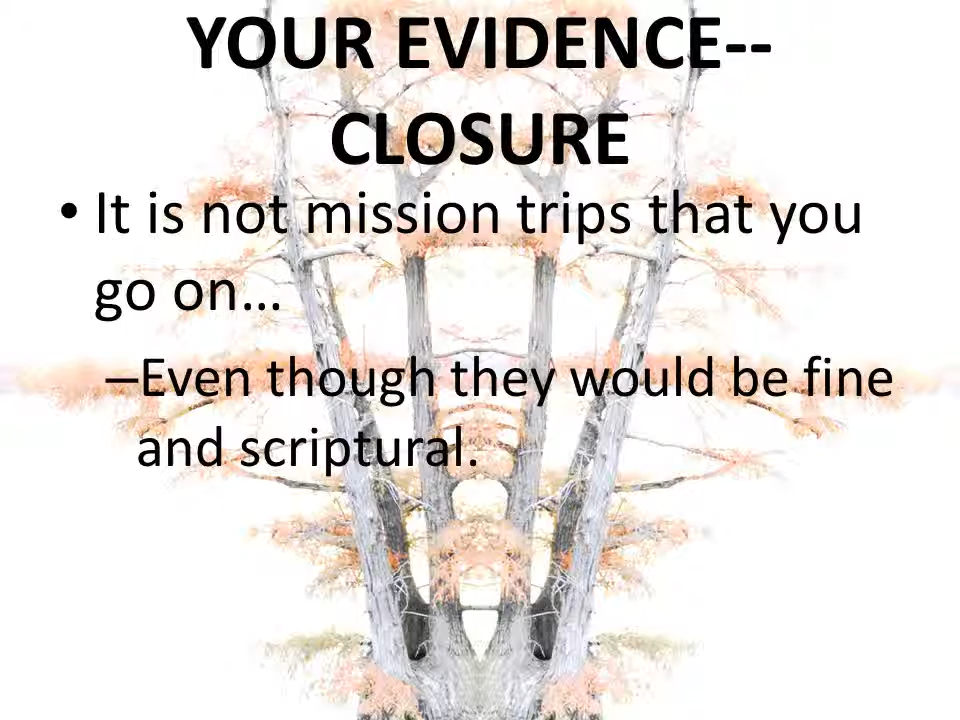 YOUR EVIDENCE--
CLOSURE
• It is not mission trips that you
go on…
–Even though they would be fine
and scriptural.